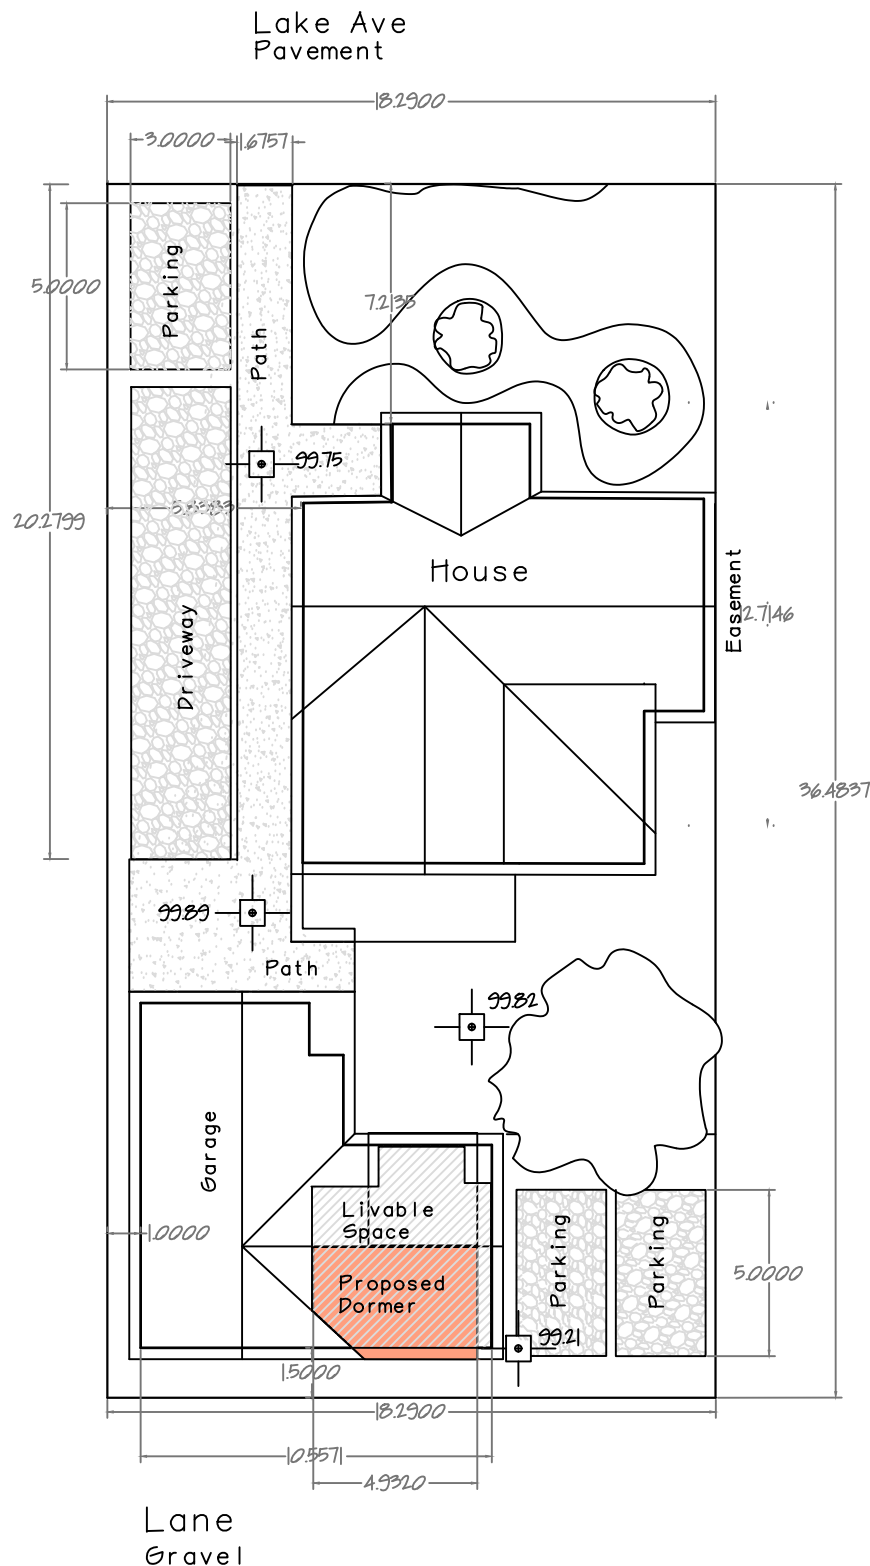 Lake Ave
Pavement
18.2900
3.0000
1.6757
Parking
5.0000
Path
7.2135
99.75
5.8383
20.2799
House
Driveway
Easement
12.7146
36.4837
99.89
Path
99.82
Garage
Livable
Space
Proposed
Dormer
Parking
Parking
1.0000
5.0000
99.21
1.5000
18.2900
10.5571
4.9320
Lane
Gravel